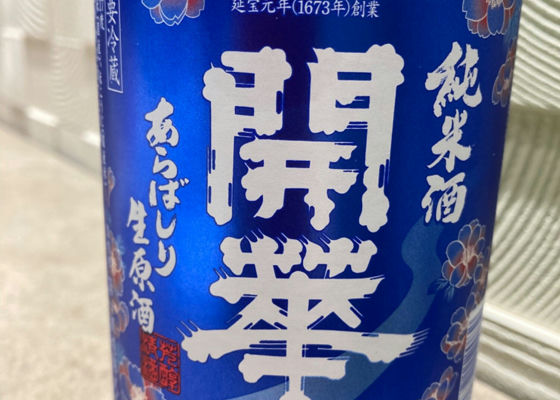 延宝元年(1673年)創業
純米酒
開華
あらばしり
生原酒
要冷蔵